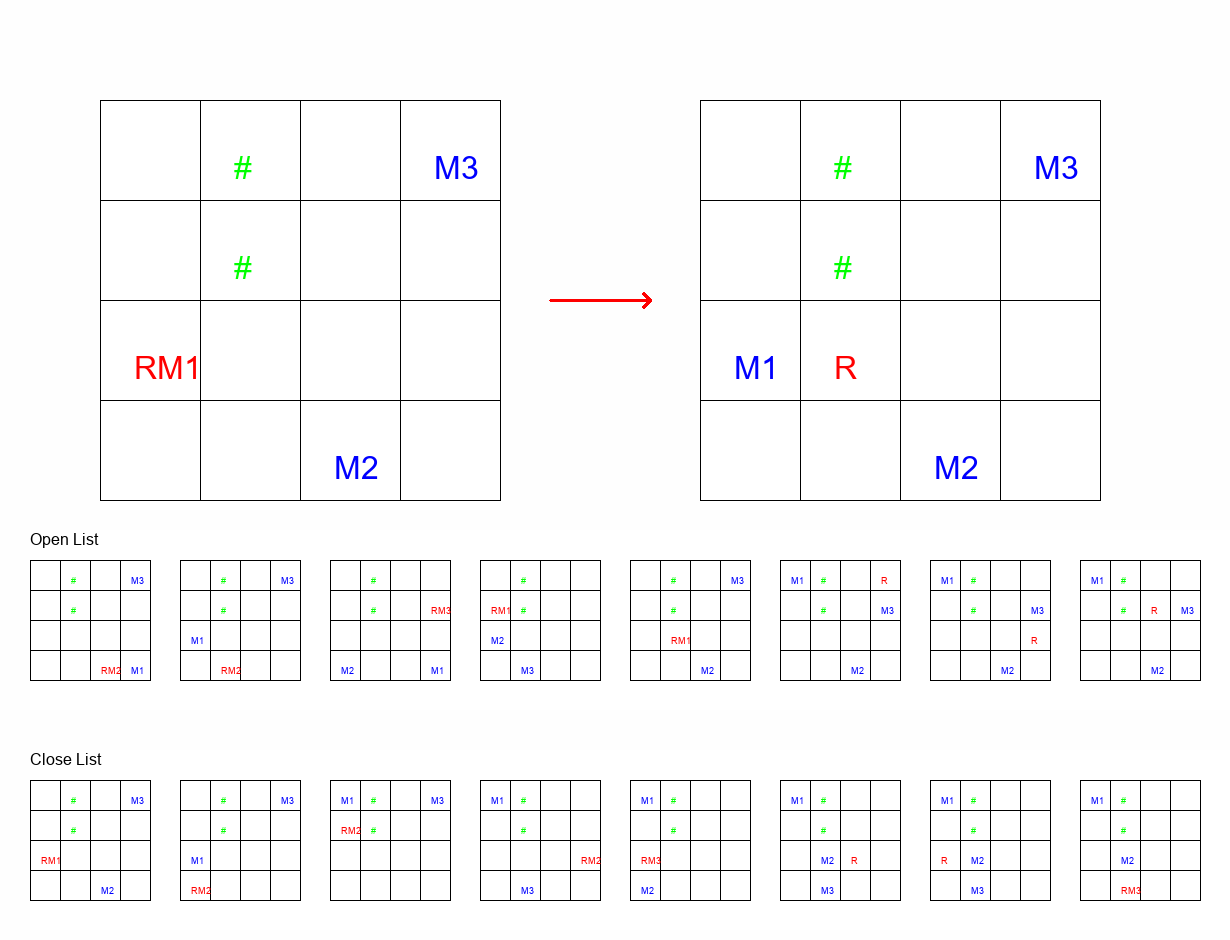 # M3 # M3
# #
RM1 M1 R
M2 M2
Open List
# M3 # M3 # # # M3 M1 # R M1 # M1 #
# # # RM3 RM1 # # # M3 # M3 # R M3
M1 M2 RM1 R
RM2 M1 RM2 M2 M1 M3 M2 M2 M2 M2
Close List
# M3 # M3 M1 # M3 M1 # M1 # M1 # M1 # M1 #
# # RM2 # # # # # #
RM1 M1 RM2 RM3 M2 R R M2 M2
M2 RM2 M3 M2 M3 M3 RM3